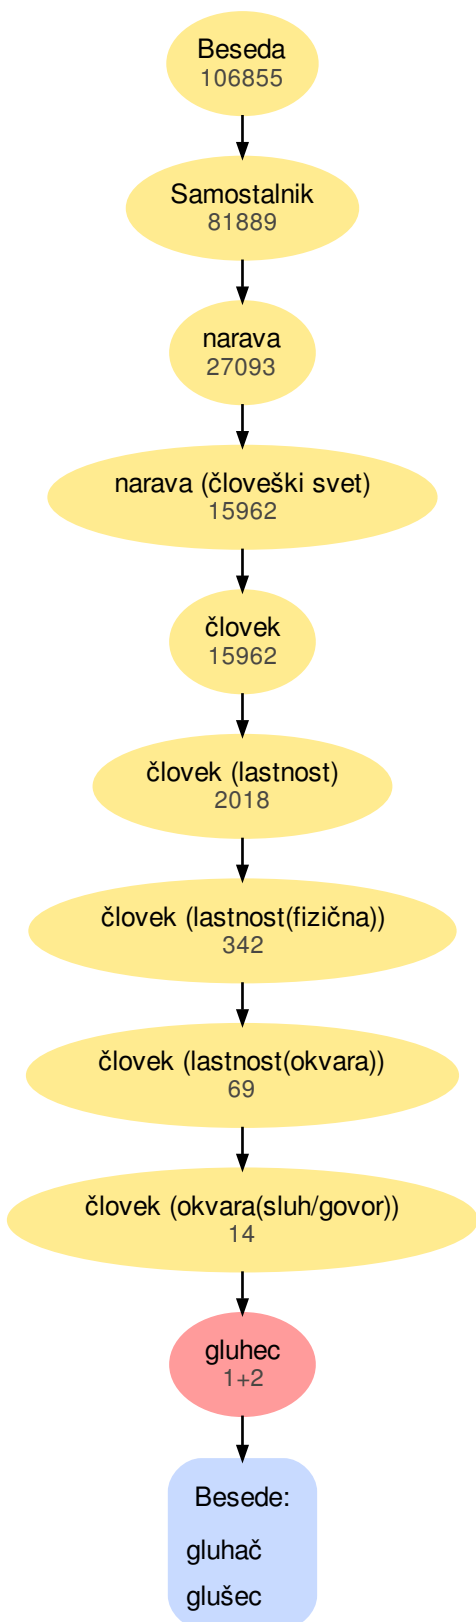 Beseda
106855
Samostalnik
81889
narava
27093
narava (človeški svet)
15962
človek
15962
človek (lastnost)
2018
človek (lastnost(fizična))
342
človek (lastnost(okvara))
69
človek (okvara(sluh/govor))
14
gluhec
1+2
Besede:
gluhač
glušec